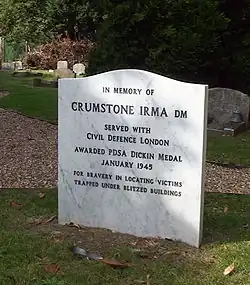 IN MEMORY OF
CRUMSTONE IRMA DM
SERVED WITH
CIVIL DEFENCE LONDON
AWARDED PDSA DICKIN MEDAL
JANUARY 1945
FOR BRAVERY IN LOCATING VICTIMS
TRAPPED UNDER BLITZED BUILDINGS